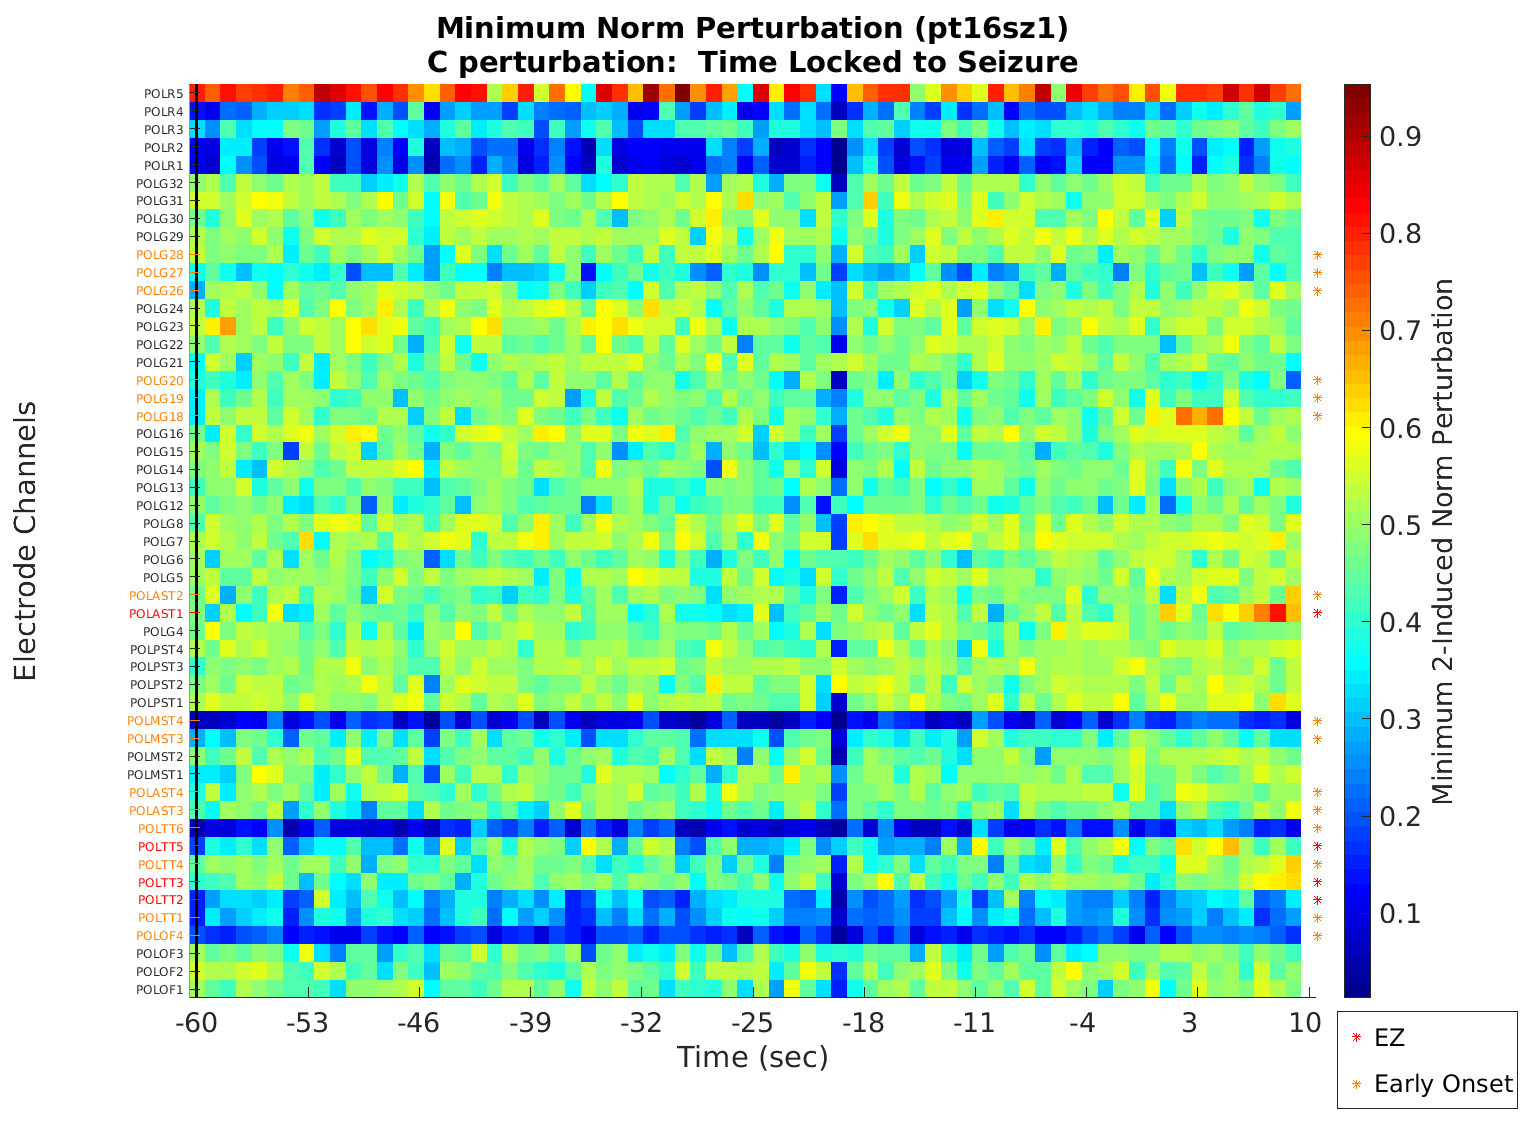 Minimum Norm Perturbation (pt16sz1)
C perturbation:  Time Locked to Seizure
Electrode Channels
POLR5
POLR4
POLR3
POLR2
POLR1
POLG32
POLG31
POLG30
POLG29
POLG28
POLG27
POLG26
POLG24
POLG23
POLG22
POLG21
POLG20
POLG19
POLG18
POLG16
POLG15
POLG14
POLG13
POLG12
POLG8
POLG7
POLG6
POLG5
POLAST2
POLAST1
POLG4
POLPST4
POLPST3
POLPST2
POLPST1
POLMST4
POLMST3
POLMST2
POLMST1
POLAST4
POLAST3
POLTT6
POLTT5
POLTT4
POLTT3
POLTT2
POLTT1
POLOF4
POLOF3
POLOF2
POLOF1
-60 -53 -46 -39 -32 -25 -18 -11 -4 3 10
Time (sec)
0.9
0.8
0.7
0.6
0.5
0.4
0.3
0.2
0.1
Minimum 2-Induced Norm Perturbation
EZ
Early Onset